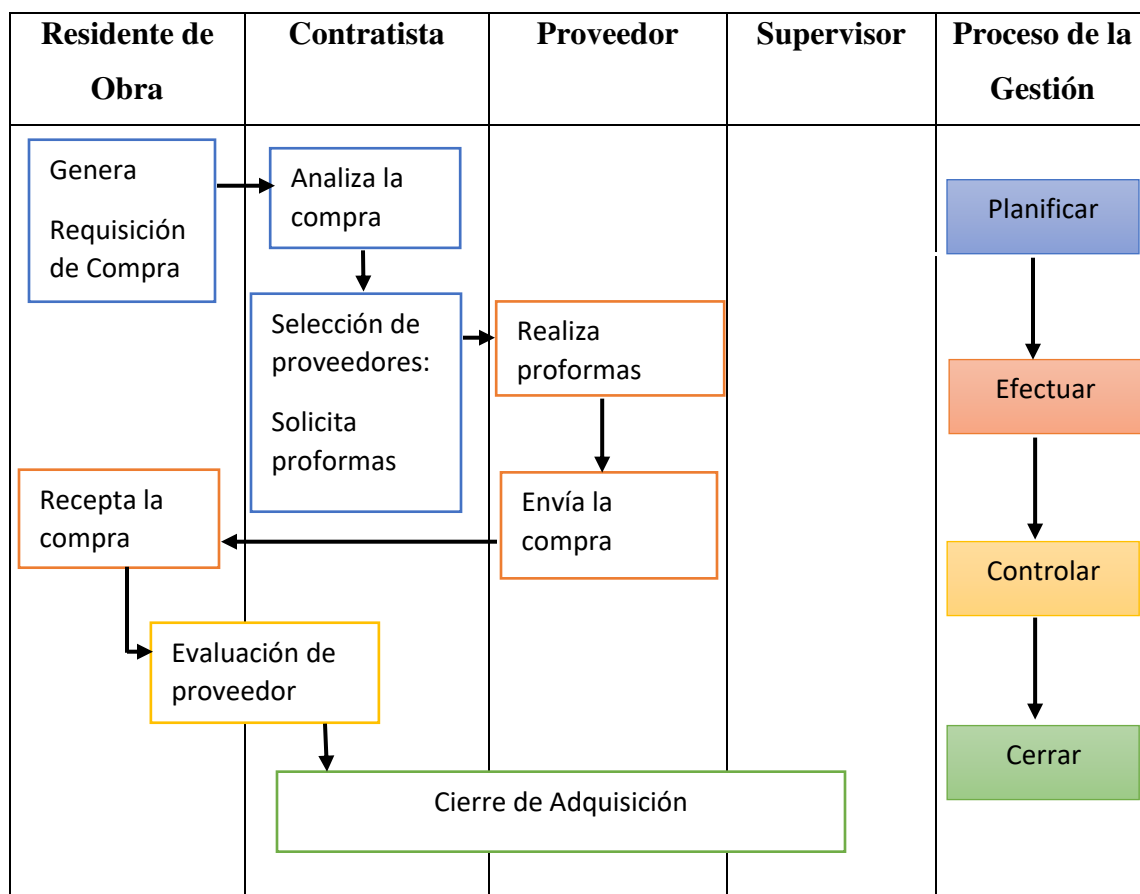 Residente de
Obra
Contratista
Proveedor
Supervisor
Proceso de la
Gestión
Genera
Requisición
de Compra
Analiza la
compra
Planificar
Selección de
proveedores:
Solicita
proformas
Realiza
proformas
Efectuar
Recepta la
compra
Envía la
compra
Controlar
Evaluación de
proveedor
Cierre de Adquisición
Cerrar